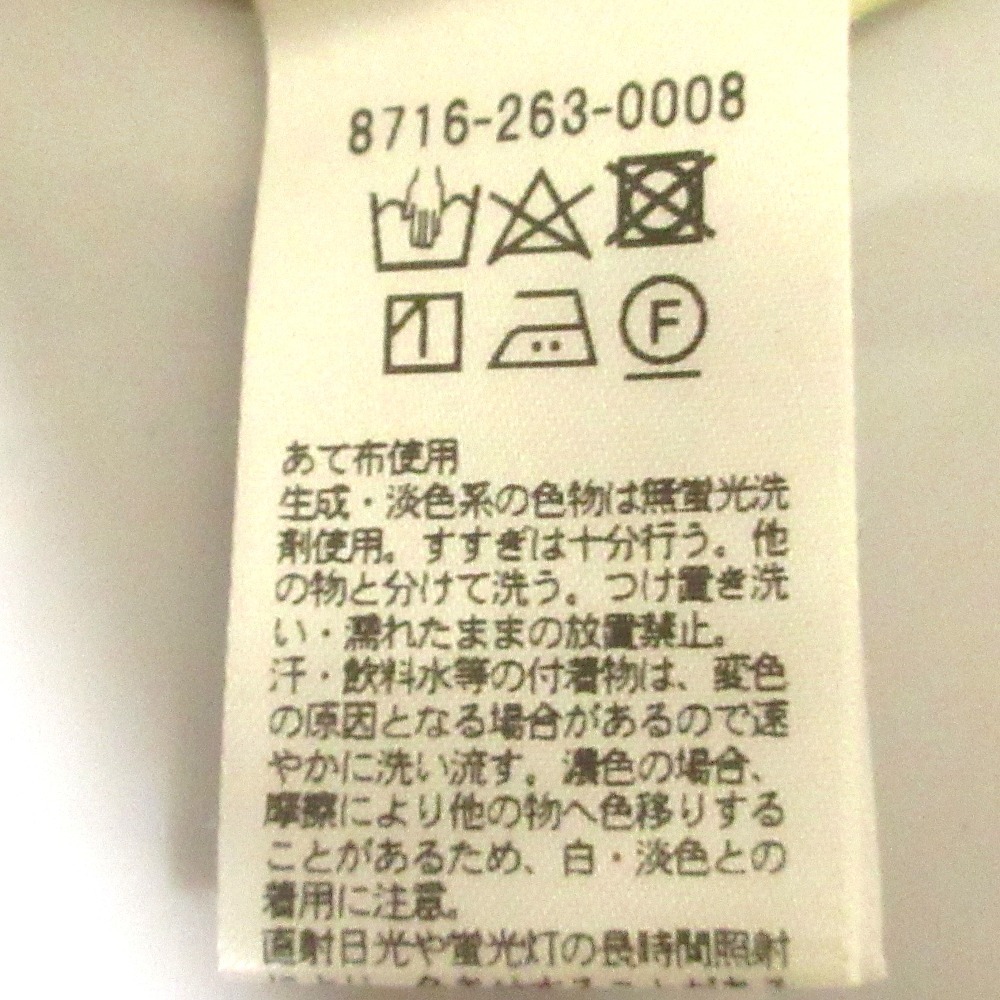 8716-263-0008
F
あて布使用
生成・淡色系の色物は無蛍光洗
剤使用。すすぎは十分行う。他
の物と分けて洗う。つけ置き洗
い・濡れたままの放置禁止。
汗・飲料水等の付着物は、変色
の原因となる場合があるので速
やかに洗い流す。濃色の場合、
摩擦により他の物へ色移りする
ことがあるため、白・淡色との
着用に注意。
直射日光や蛍光灯の長時間照射